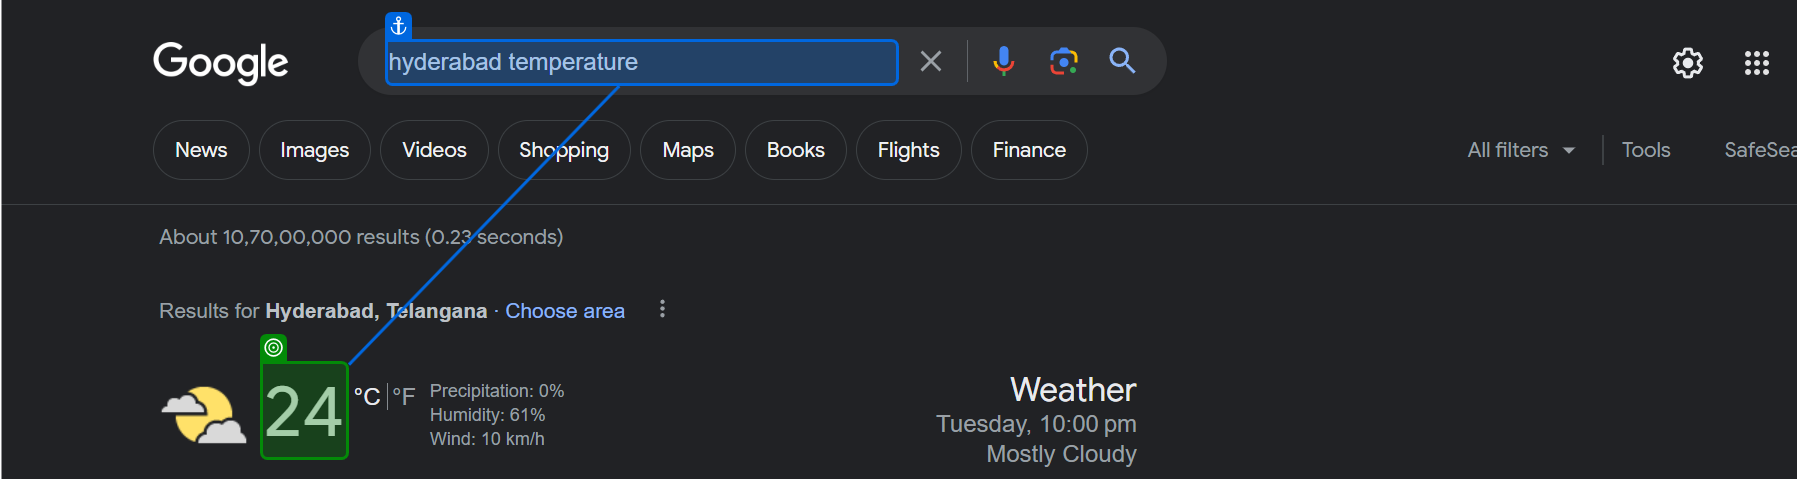 Google
hyderabad temperature
News Images Videos Shopping Maps Books Flights Finance All filters Tools SafeSea
About 10,70,00,000 results (0.23 seconds)
Results for Hyderabad, Telangana · Choose area
24 °C | °F
Precipitation: 0%
Humidity: 61%
Wind: 10 km/h
Weather
Tuesday, 10:00 pm
Mostly Cloudy